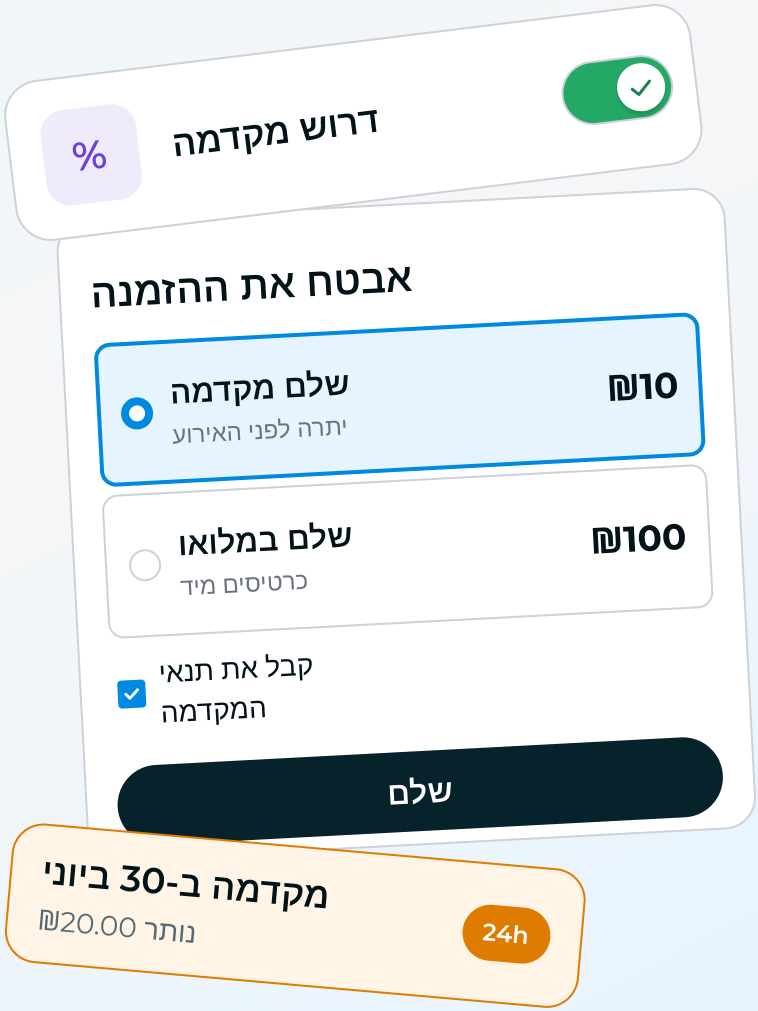 %
דרוש מקדמה
אבטח את ההזמנה
שלם מקדמה
₪10
יתרה לפני האירוע
שלם במלואו
₪100
כרטיסים מיד
קבל את תנאי
המקדמה
שלם
מקדמה ב-30 ביוני
נותר ₪20.00
24h